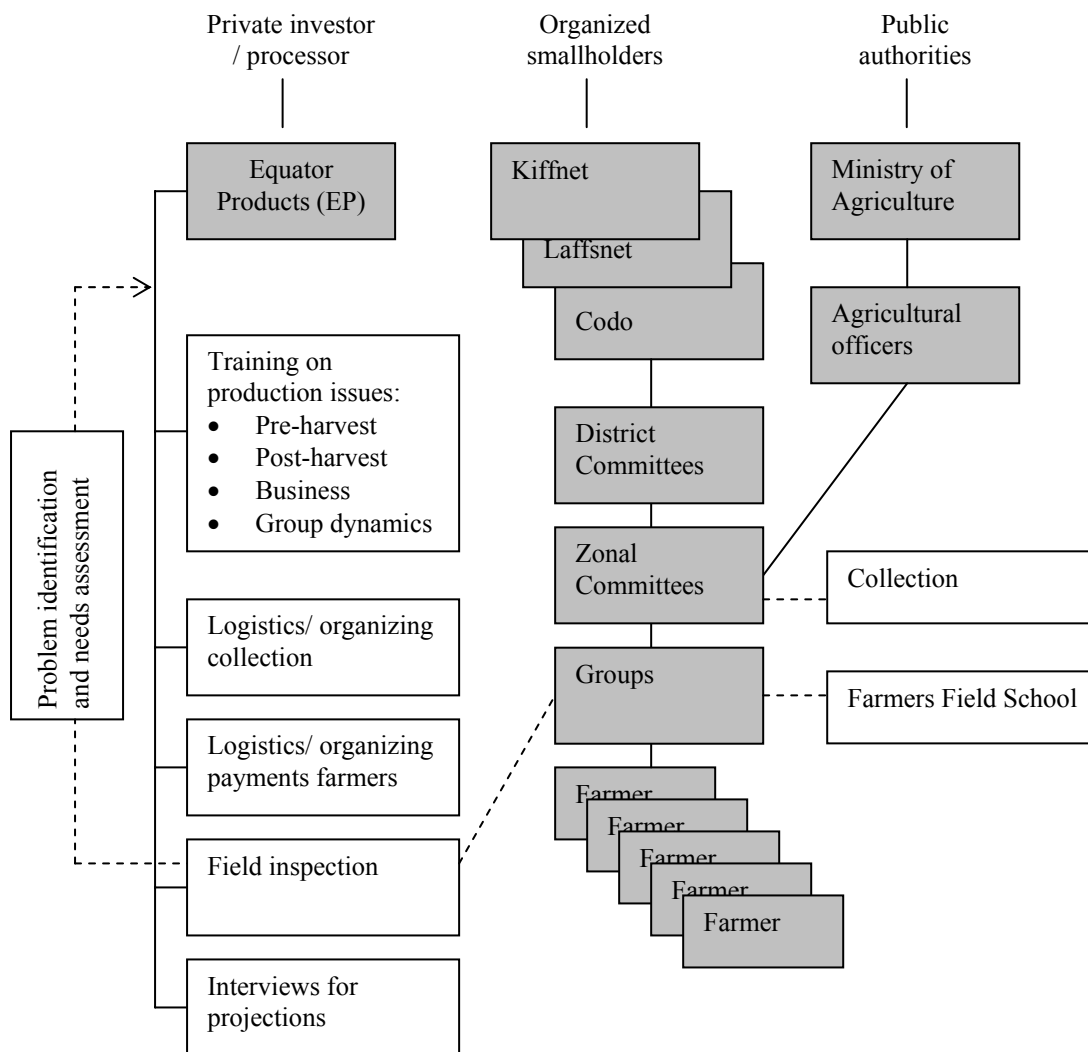 Private investor
/ processor
Organized
smallholders
Public
authorities
Equator
Products (EP)
Kiffnet
Laffsnet
Codo
Ministry of
Agriculture
Agricultural
officers
Training on
production issues:
• Pre-harvest
• Post-harvest
• Business
• Group dynamics
Problem identification
and needs assessment
District
Committees
Zonal
Committees
Collection
Logistics/ organizing
collection
Groups
Farmers Field School
Logistics/ organizing
payments farmers
Farmer
Farmer
Farmer
Farmer
Farmer
Field inspection
Interviews for
projections